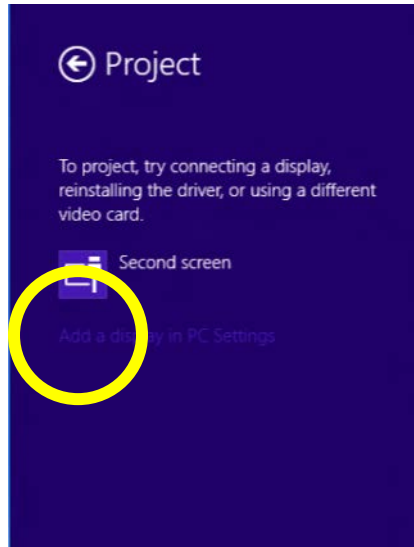 Project
To project, try connecting a display,
reinstalling the driver, or using a different
video card.
Second screen
Add a display in PC Settings